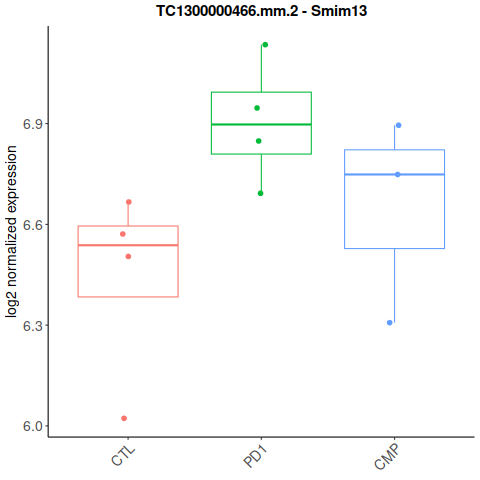 TC1300000466.mm.2 - Smim13
log2 normalized expression
6.9
6.6
6.3
6.0
CTL
PD1
CMP